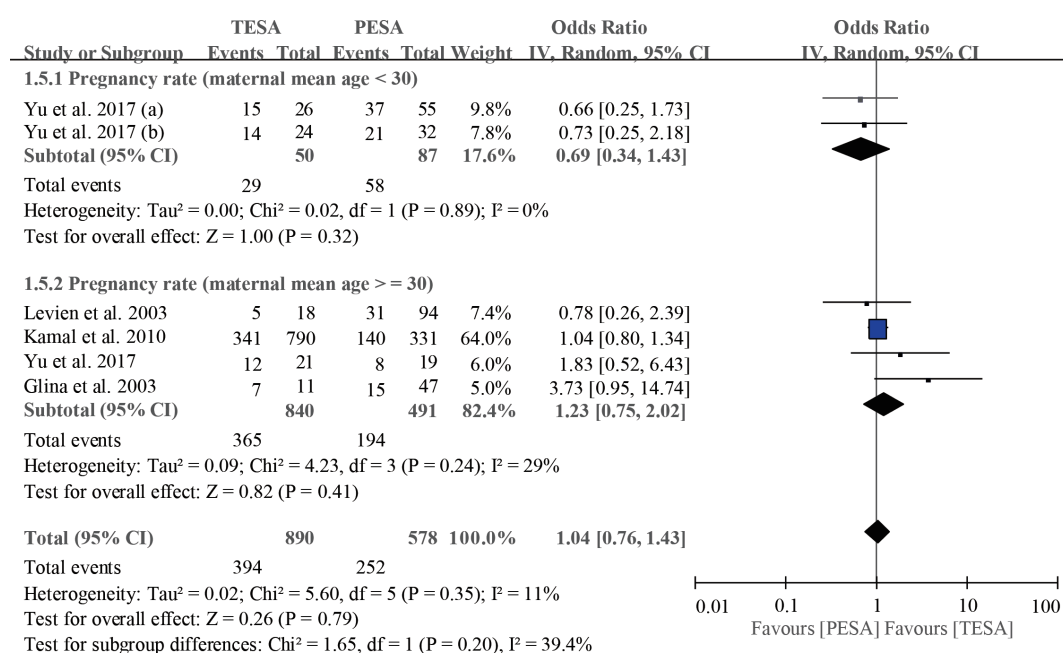 TESA PESA Odds Ratio Odds Ratio
Study or Subgroup Events Total Events Total Weight IV, Random, 95% CI IV, Random, 95% CI
1.5.1 Pregnancy rate (maternal mean age < 30)
Yu et al. 2017 (a) 15 26 37 55 9.8% 0.66 [0.25, 1.73]
Yu et al. 2017 (b) 14 24 21 32 7.8% 0.73 [0.25, 2.18]
Subtotal (95% CI) 50 87 17.6% 0.69 [0.34, 1.43]
Total events 29 58
Heterogeneity: Tau² = 0.00; Chi² = 0.02, df = 1 (P = 0.89); I² = 0%
Test for overall effect: Z = 1.00 (P = 0.32)
1.5.2 Pregnancy rate (maternal mean age > = 30)
Levien et al. 2003 5 18 31 94 7.4% 0.78 [0.26, 2.39]
Kamal et al. 2010 341 790 140 331 64.0% 1.04 [0.80, 1.34]
Yu et al. 2017 12 21 8 19 6.0% 1.83 [0.52, 6.43]
Glina et al. 2003 7 11 15 47 5.0% 3.73 [0.95, 14.74]
Subtotal (95% CI) 840 491 82.4% 1.23 [0.75, 2.02]
Total events 365 194
Heterogeneity: Tau² = 0.09; Chi² = 4.23, df = 3 (P = 0.24); I² = 29%
Test for overall effect: Z = 0.82 (P = 0.41)
Total (95% CI) 890 578 100.0% 1.04 [0.76, 1.43]
Total events 394 252
Heterogeneity: Tau² = 0.02; Chi² = 5.60, df = 5 (P = 0.35); I² = 11%
Test for overall effect: Z = 0.26 (P = 0.79)
Test for subgroup differences: Chi² = 1.65, df = 1 (P = 0.20), I² = 39.4%
0.01 0.1 1 10 100
Favours [PESA] Favours [TESA]